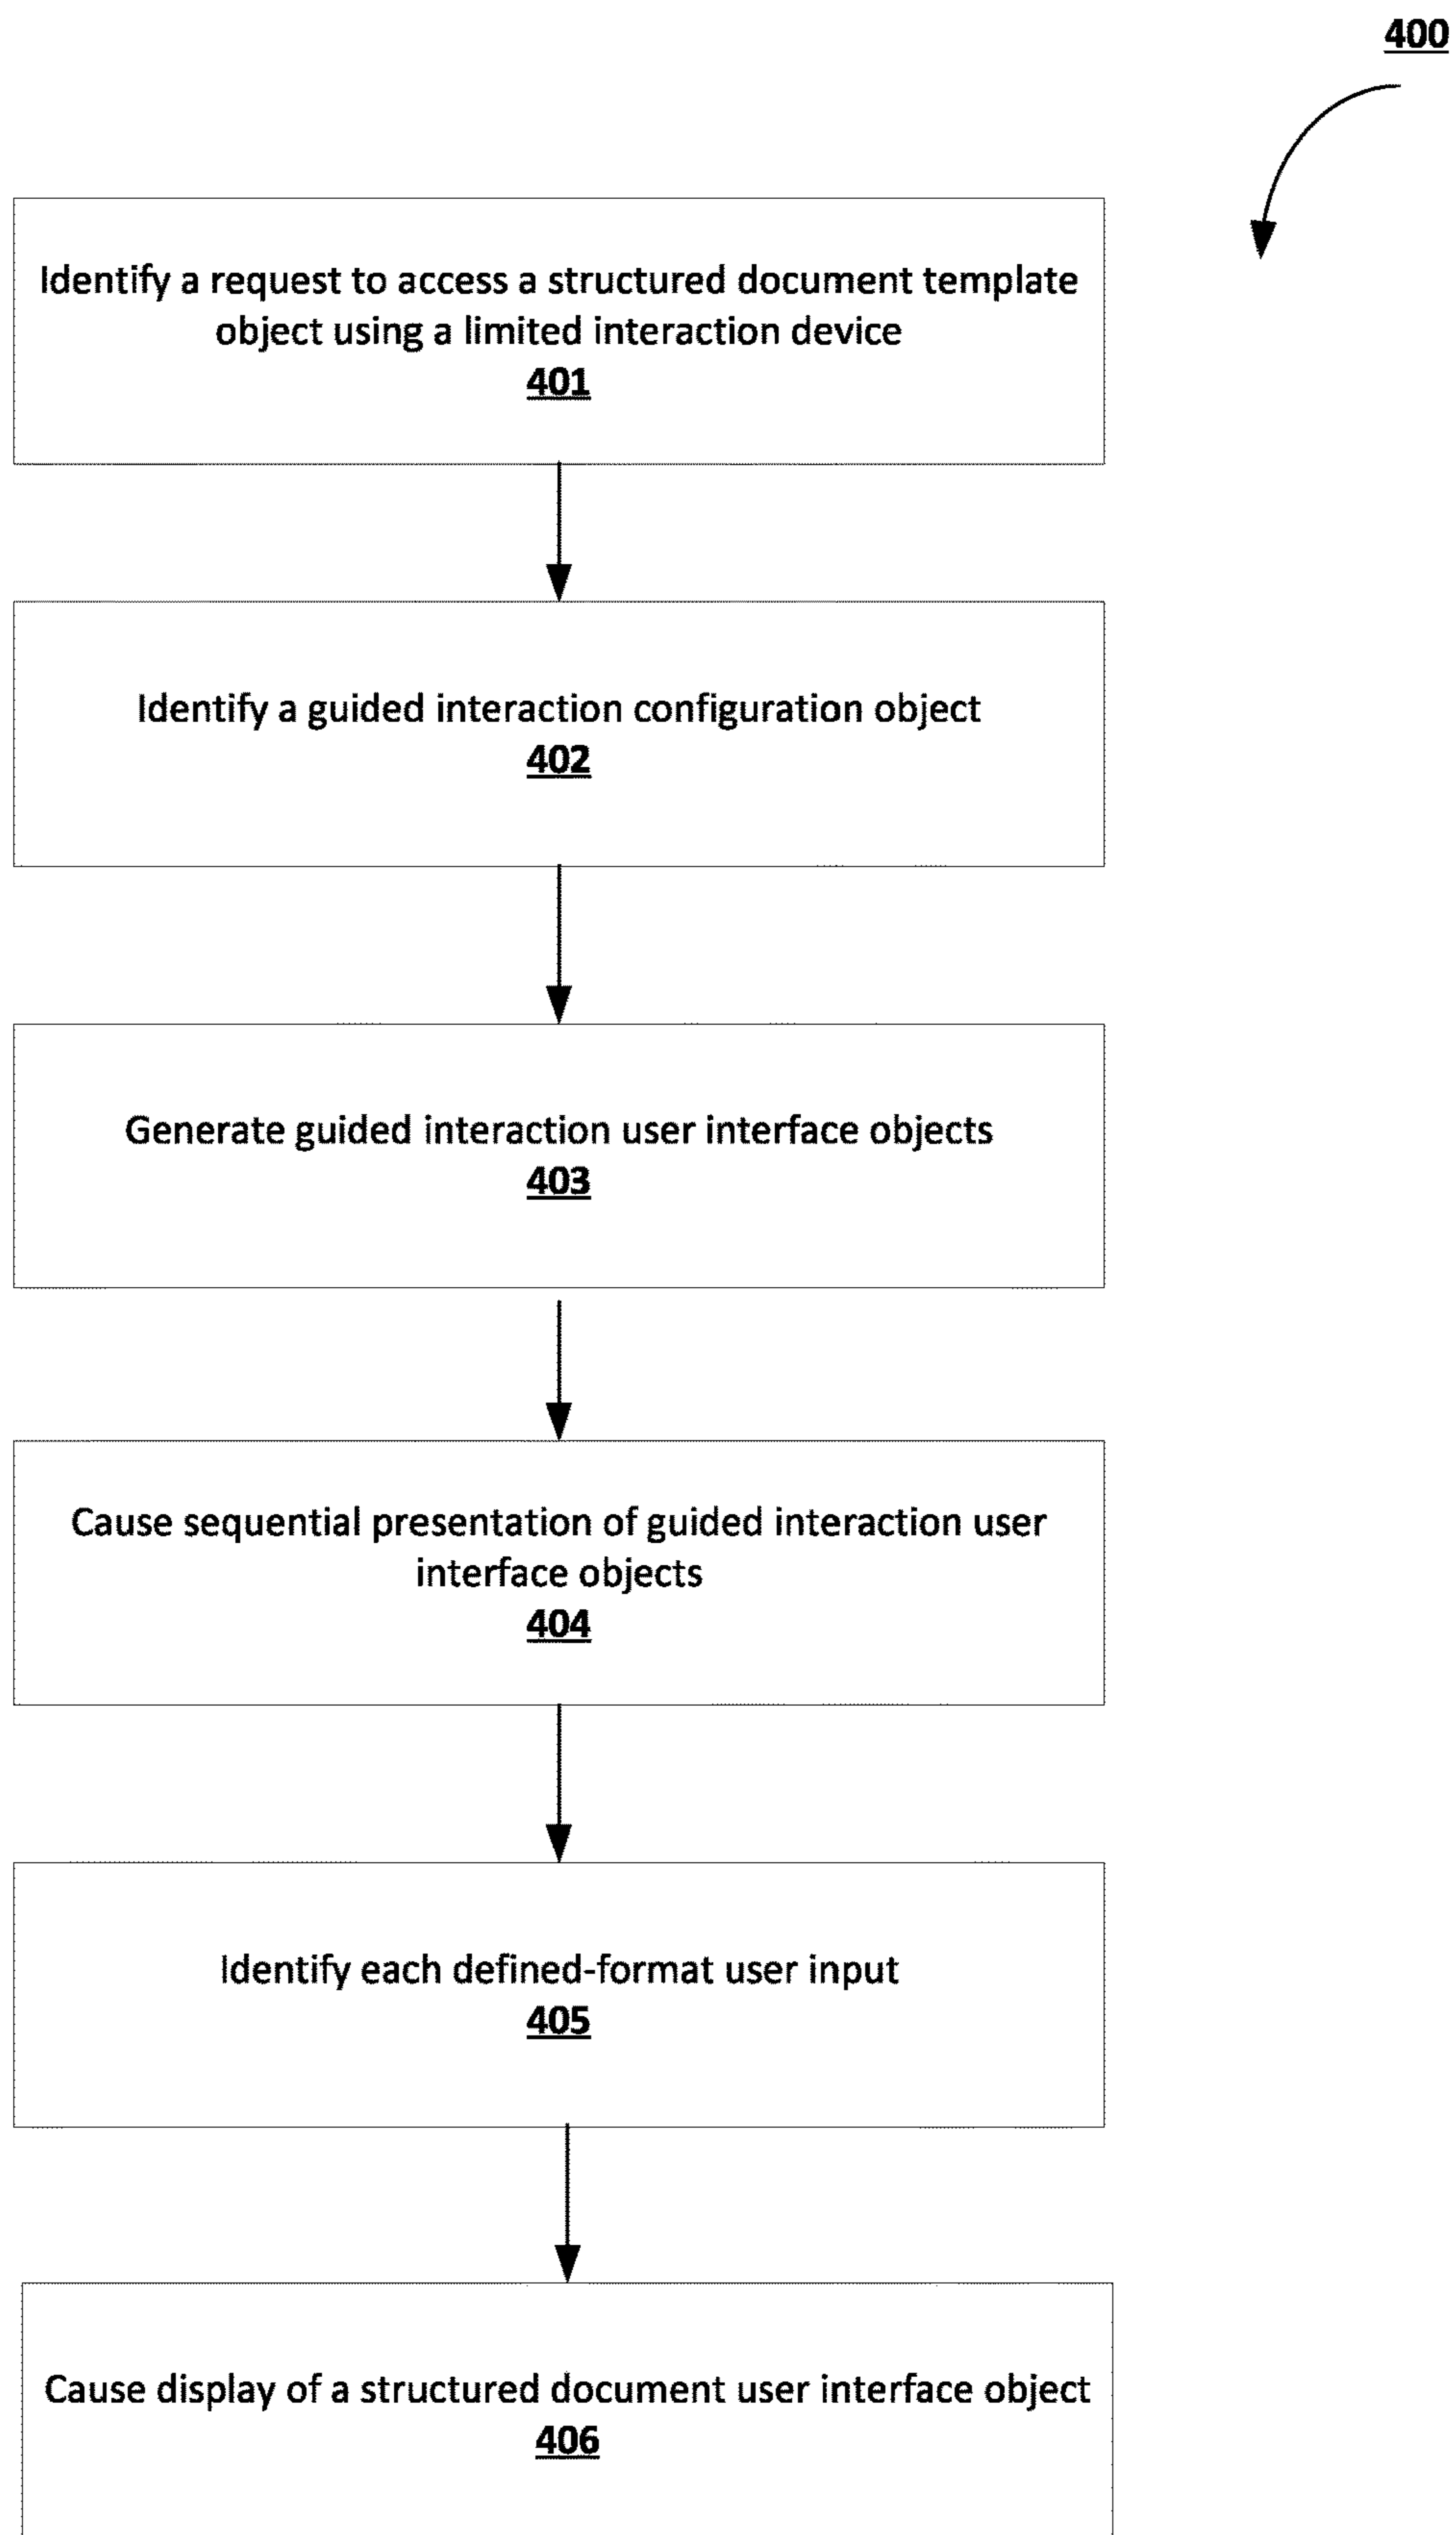 400
Identify a request to access a structured document template
object using a limited interaction device
401
Identify a guided interaction configuration object
402
Generate guided interaction user interface objects
403
Cause sequential presentation of guided interaction user
interface objects
404
Identify each defined-format user input
405
Cause display of a structured document user interface object
406